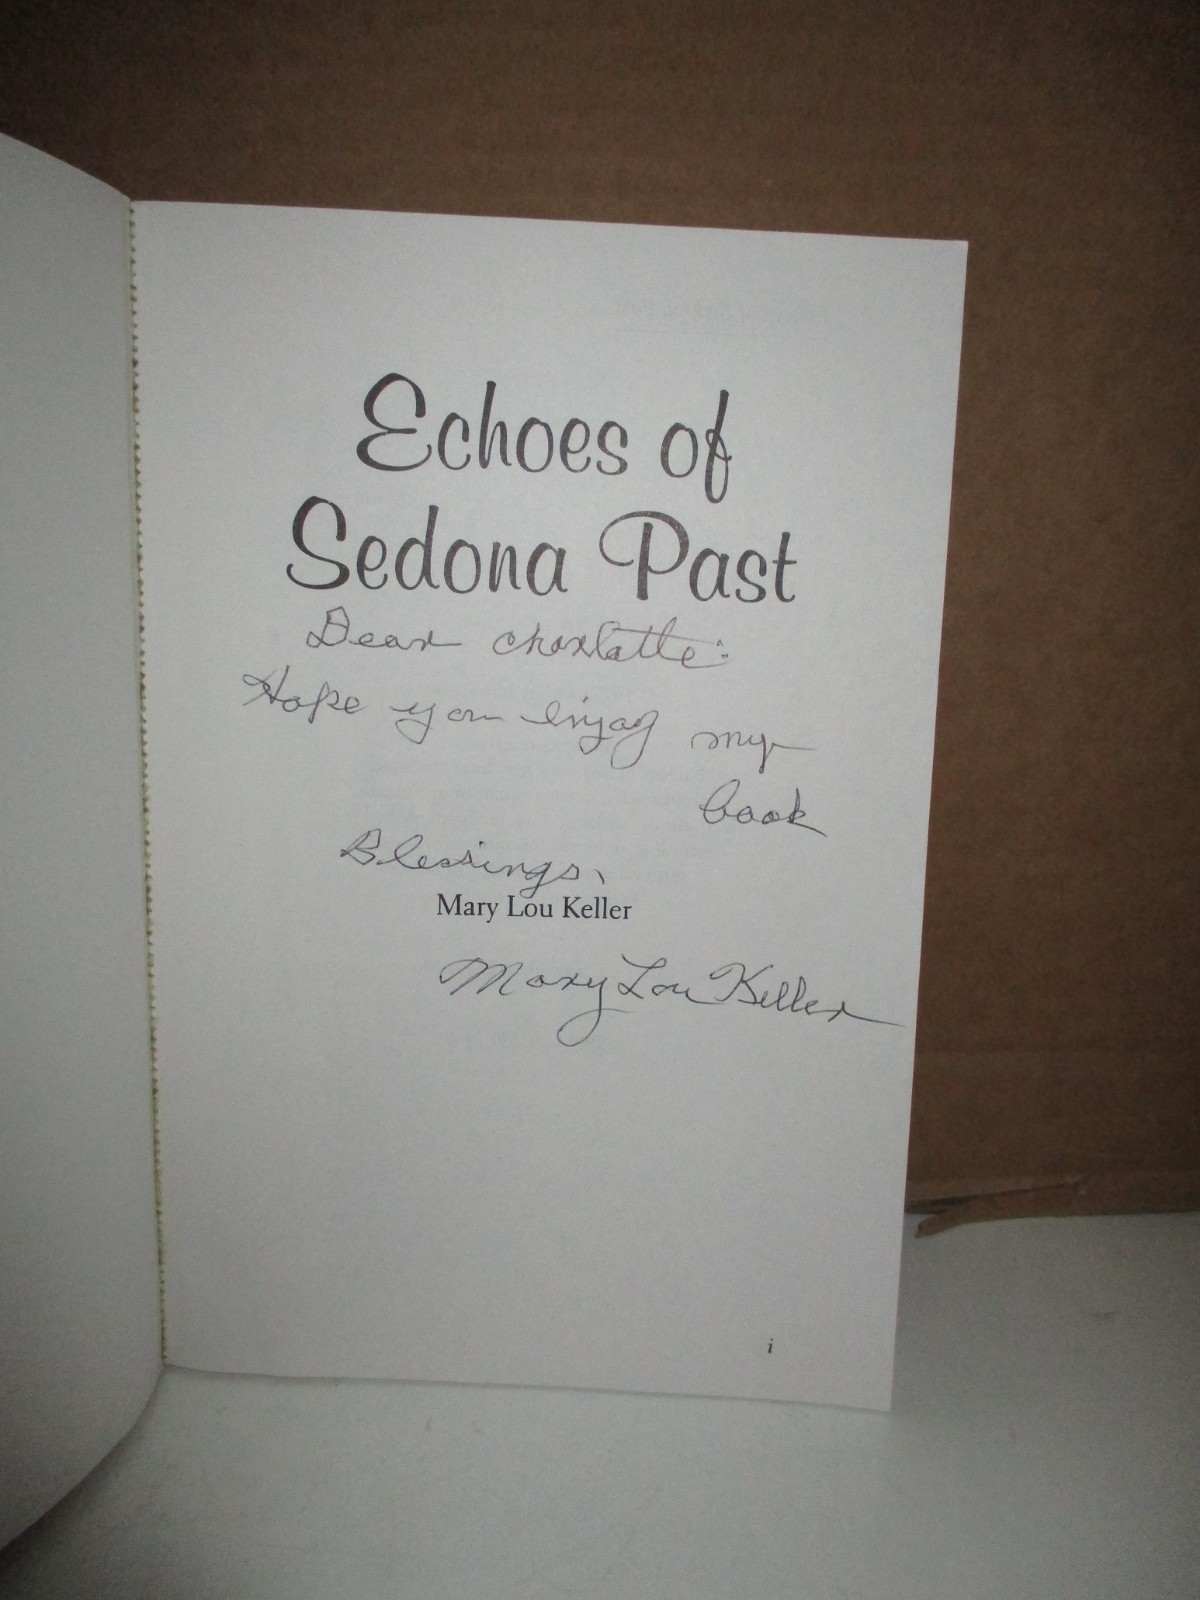 Echoes of
Sedona Past
Dear Charlotte:
Hope you enjoy my
book
Blessings,
Mary Lou Keller
Mary Lou Keller
i